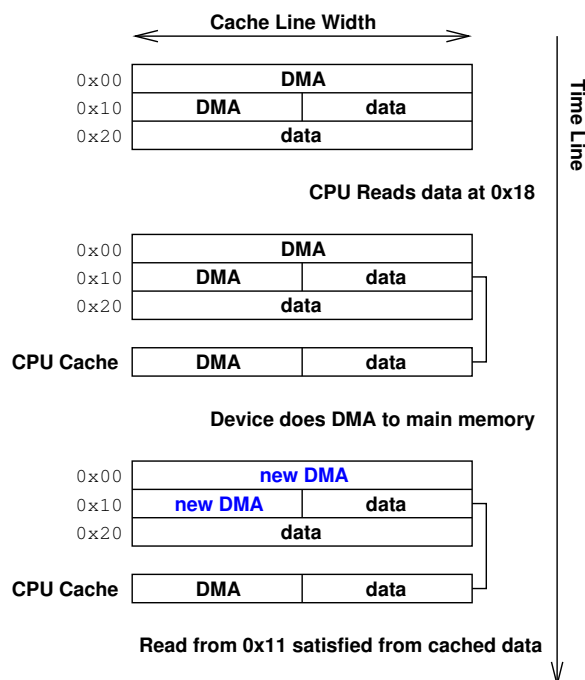 Cache Line Width
Time Line
0x00 DMA
0x10 DMA data
0x20 data
CPU Reads data at 0x18
0x00 DMA
0x10 DMA data
0x20 data
CPU Cache DMA data
Device does DMA to main memory
0x00 new DMA
0x10 new DMA data
0x20 data
CPU Cache DMA data
Read from 0x11 satisfied from cached data